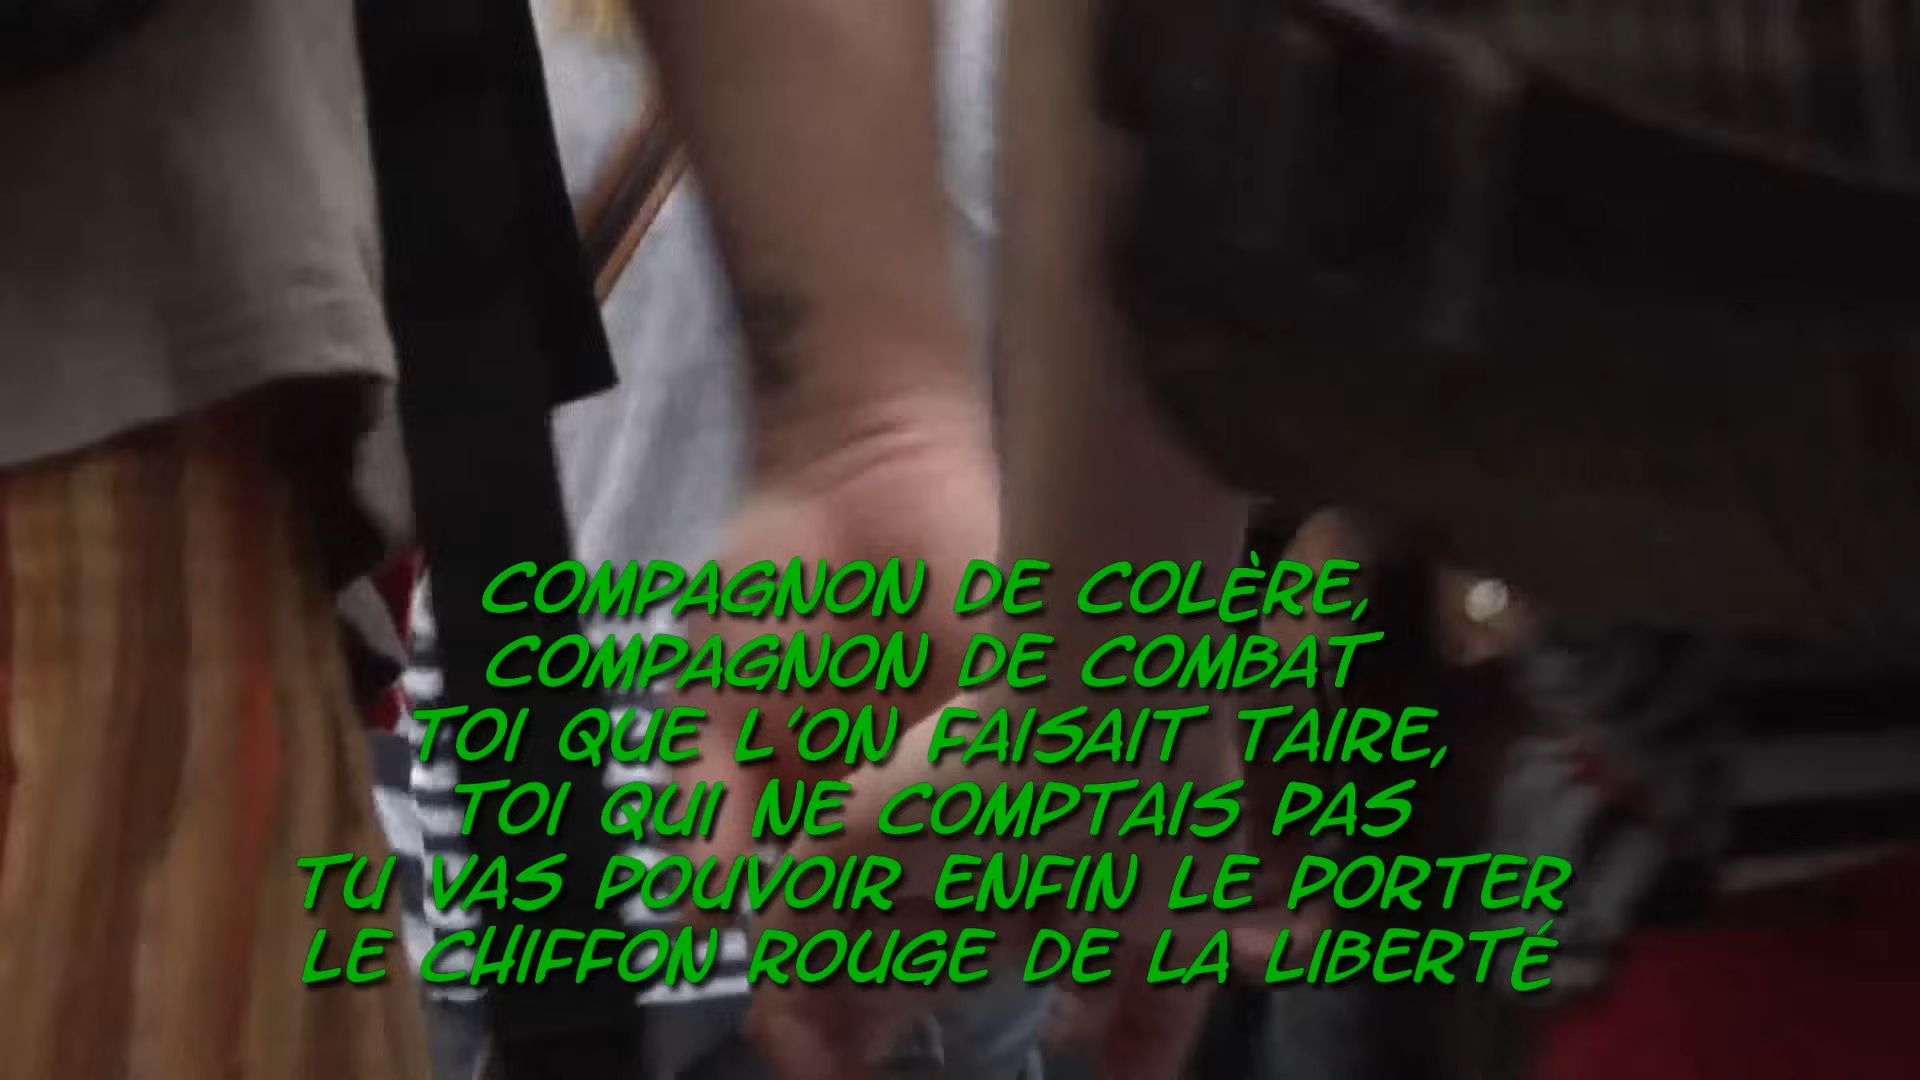 COMPAGNON DE COLÈRE,
COMPAGNON DE COMBAT
TOI QUE L'ON FAISAIT TAIRE,
TOI QUI NE COMPTAIS PAS
TU VAS POUVOIR ENFIN LE PORTER
LE CHIFFON ROUGE DE LA LIBERTÉ